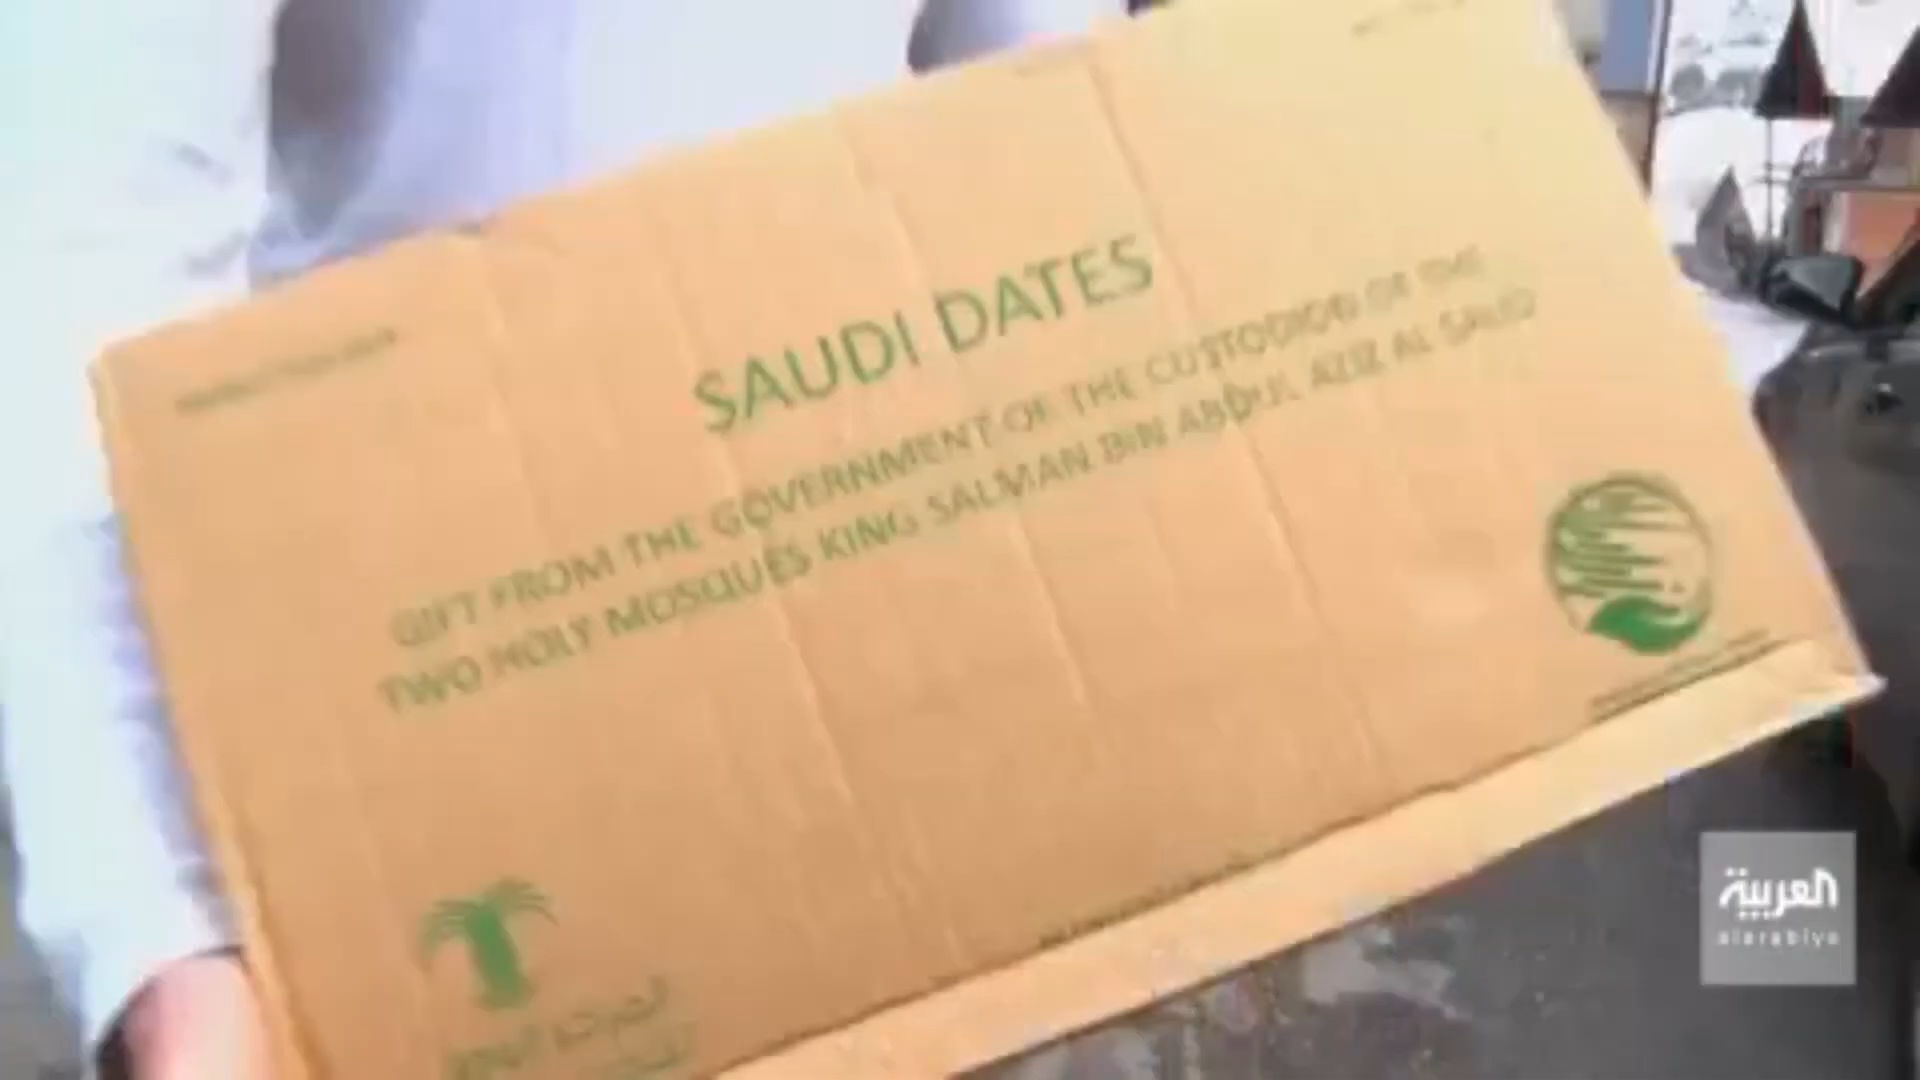 SAUDI DATES
GIFT FROM THE GOVERNMENT OF THE CUSTODIOD OF THE
TWO HOLY MOSQUES KING SALMAN BIN ABDUL AZIZ AL SAUD
العربية
alarabiya